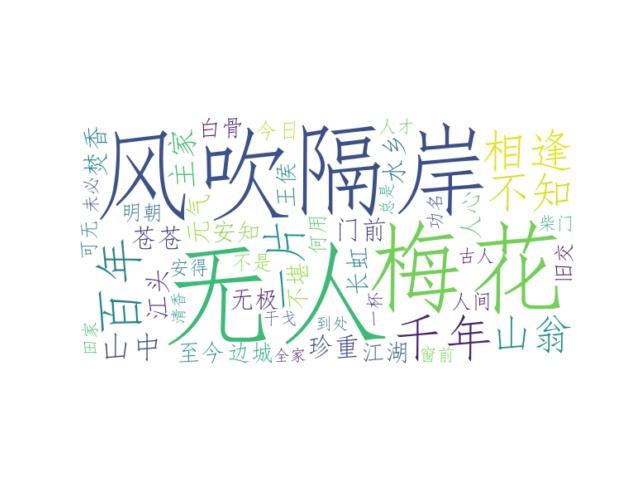 风吹隔岸
无人
梅花
百年
一片
相逢
不知
千年
山翁
焚香
白骨
今日
人才
未必
明朝
主家
王侯
水乡
总是
功名
人心
柴门
可无
苍苍
元气
安知
何用
门前
江头
安得
不是
不堪
长虹
古人
旧交
清香
无极
干戈
一杯
人间
田家
山中
至今
边城
全家
到处
珍重
江湖
窗前